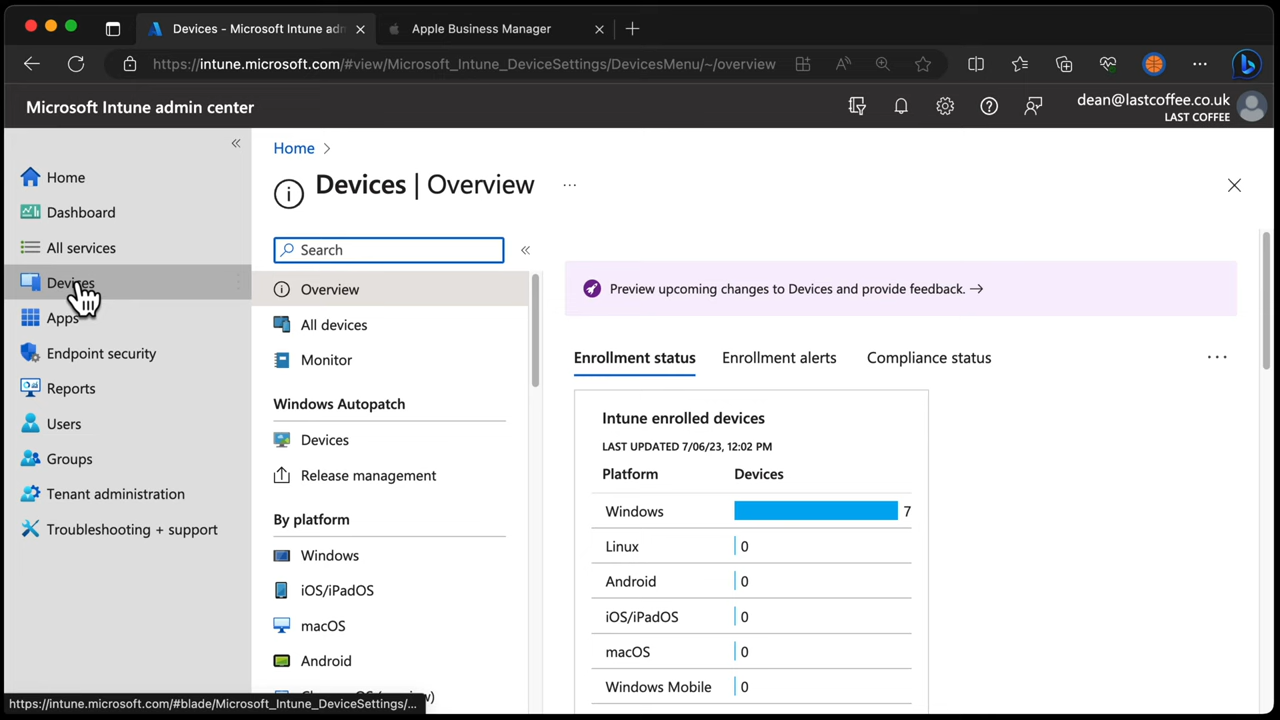 Devices - Microsoft Intune adm
Apple Business Manager
https://intune.microsoft.com/#view/Microsoft_Intune_DeviceSettings/DevicesMenu/~/overview
Microsoft Intune admin center
dean@lastcoffee.co.uk
LAST COFFEE
Home
Dashboard
All services
Devices
Apps
Endpoint security
Reports
Users
Groups
Tenant administration
Troubleshooting + support
Home >
Devices | Overview
Search
Overview
All devices
Monitor
Windows Autopatch
Devices
Release management
By platform
Windows
iOS/iPadOS
macOS
Android
Preview upcoming changes to Devices and provide feedback. →
Enrollment status
Enrollment alerts
Compliance status
Intune enrolled devices
LAST UPDATED 7/06/23, 12:02 PM
Platform Devices
Windows 7
Linux 0
Android 0
iOS/iPadOS 0
macOS 0
Windows Mobile 0
https://intune.microsoft.com/#blade/Microsoft_Intune_DeviceSettings/...